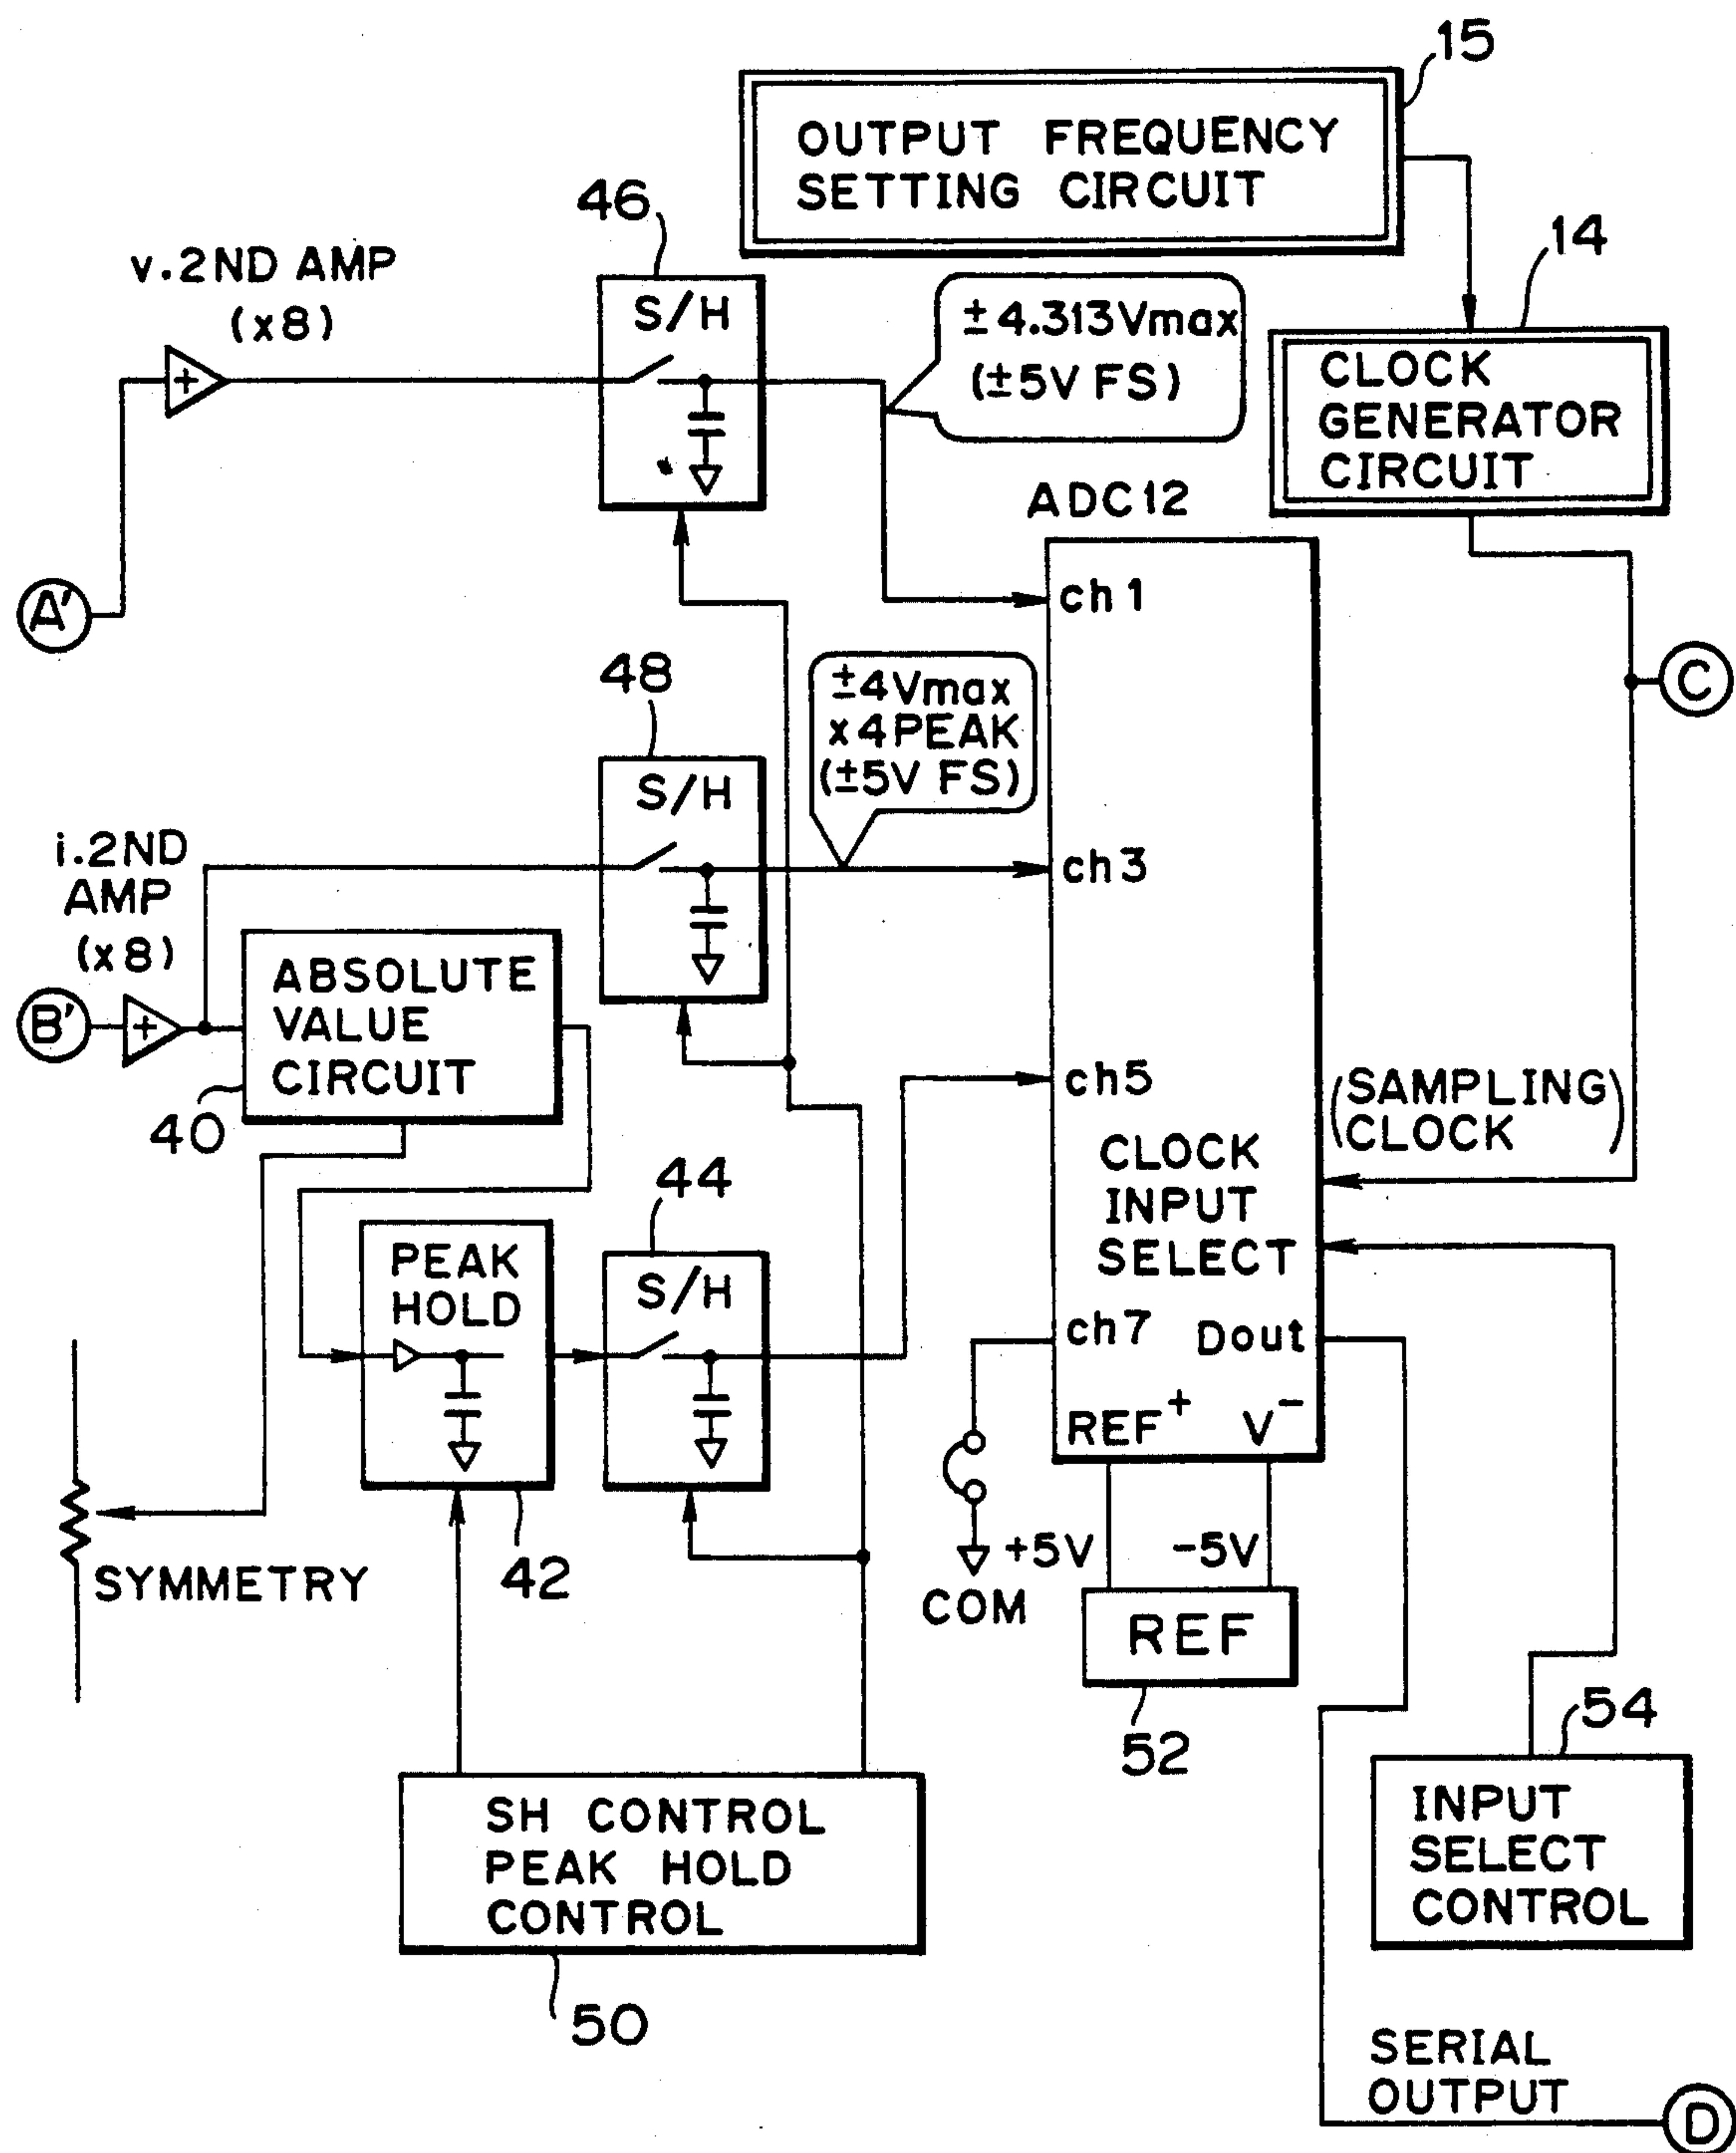 15
OUTPUT FREQUENCY
SETTING CIRCUIT
46
14
v.2ND AMP
(x8)
S/H
±4.313Vmax
(±5V FS)
CLOCK
GENERATOR
CIRCUIT
ADC12
A'
ch1
C
48
±4Vmax
x4PEAK
(±5V FS)
S/H
i.2ND
AMP
(x8)
ch3
B'
ABSOLUTE
VALUE
CIRCUIT
40
ch5
(SAMPLING
CLOCK)
CLOCK
INPUT
SELECT
44
PEAK
HOLD
S/H
ch7
Dout
REF+
V-
42
SYMMETRY
+5V
-5V
COM
REF
52
54
SH CONTROL
PEAK HOLD
CONTROL
INPUT
SELECT
CONTROL
50
SERIAL
OUTPUT
D